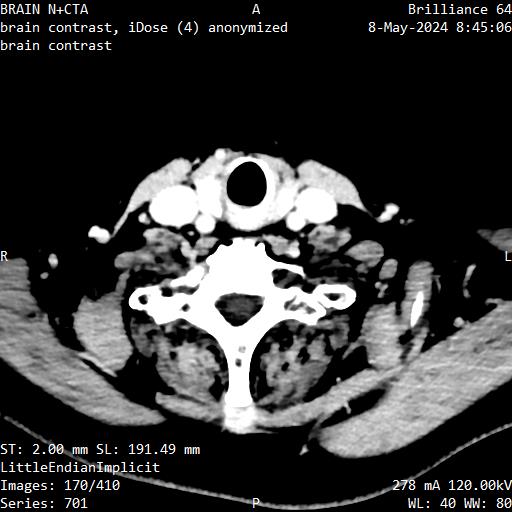 BRAIN N+CTA
A
Brilliance 64
brain contrast, iDose (4) anonymized
8-May-2024 8:45:06
brain contrast
R
L
ST: 2.00 mm SL: 191.49 mm
LittleEndianImplicit
Images: 170/410
278 mA 120.00kV
Series: 701
P
WL: 40 WW: 80